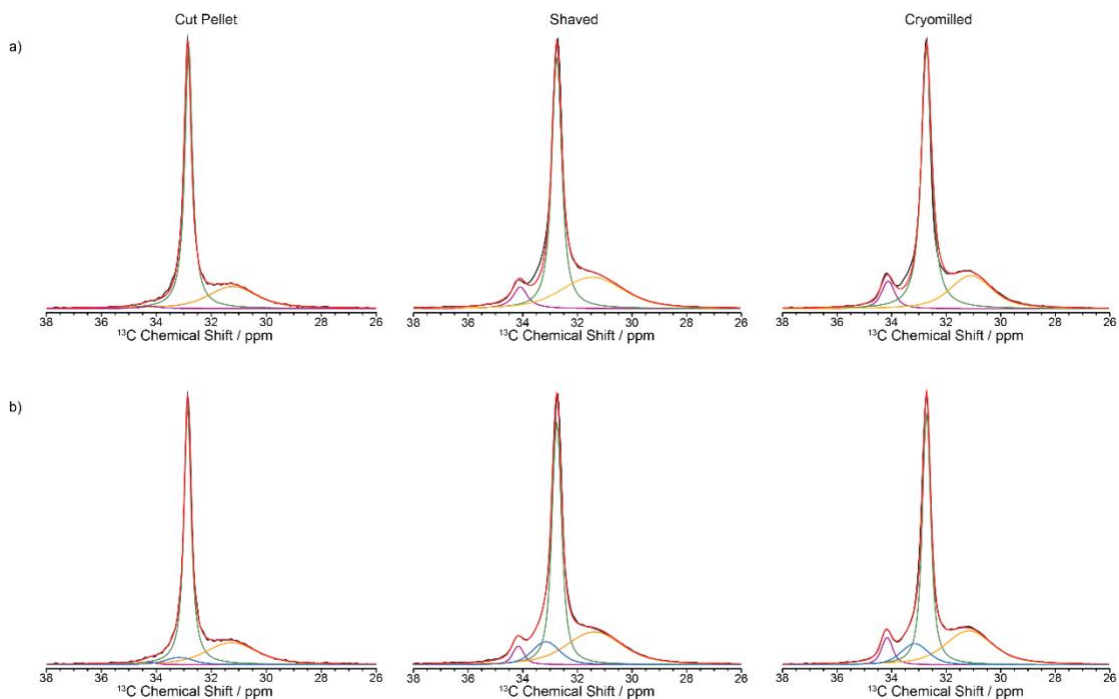 Cut Pellet Shaved Cryomilled
a)
38 36 34 32 30 28 26 38 36 34 32 30 28 26 38 36 34 32 30 28 26
¹³C Chemical Shift / ppm ¹³C Chemical Shift / ppm ¹³C Chemical Shift / ppm
b)
38 36 34 32 30 28 26 38 36 34 32 30 28 26 38 36 34 32 30 28 26
¹³C Chemical Shift / ppm ¹³C Chemical Shift / ppm ¹³C Chemical Shift / ppm